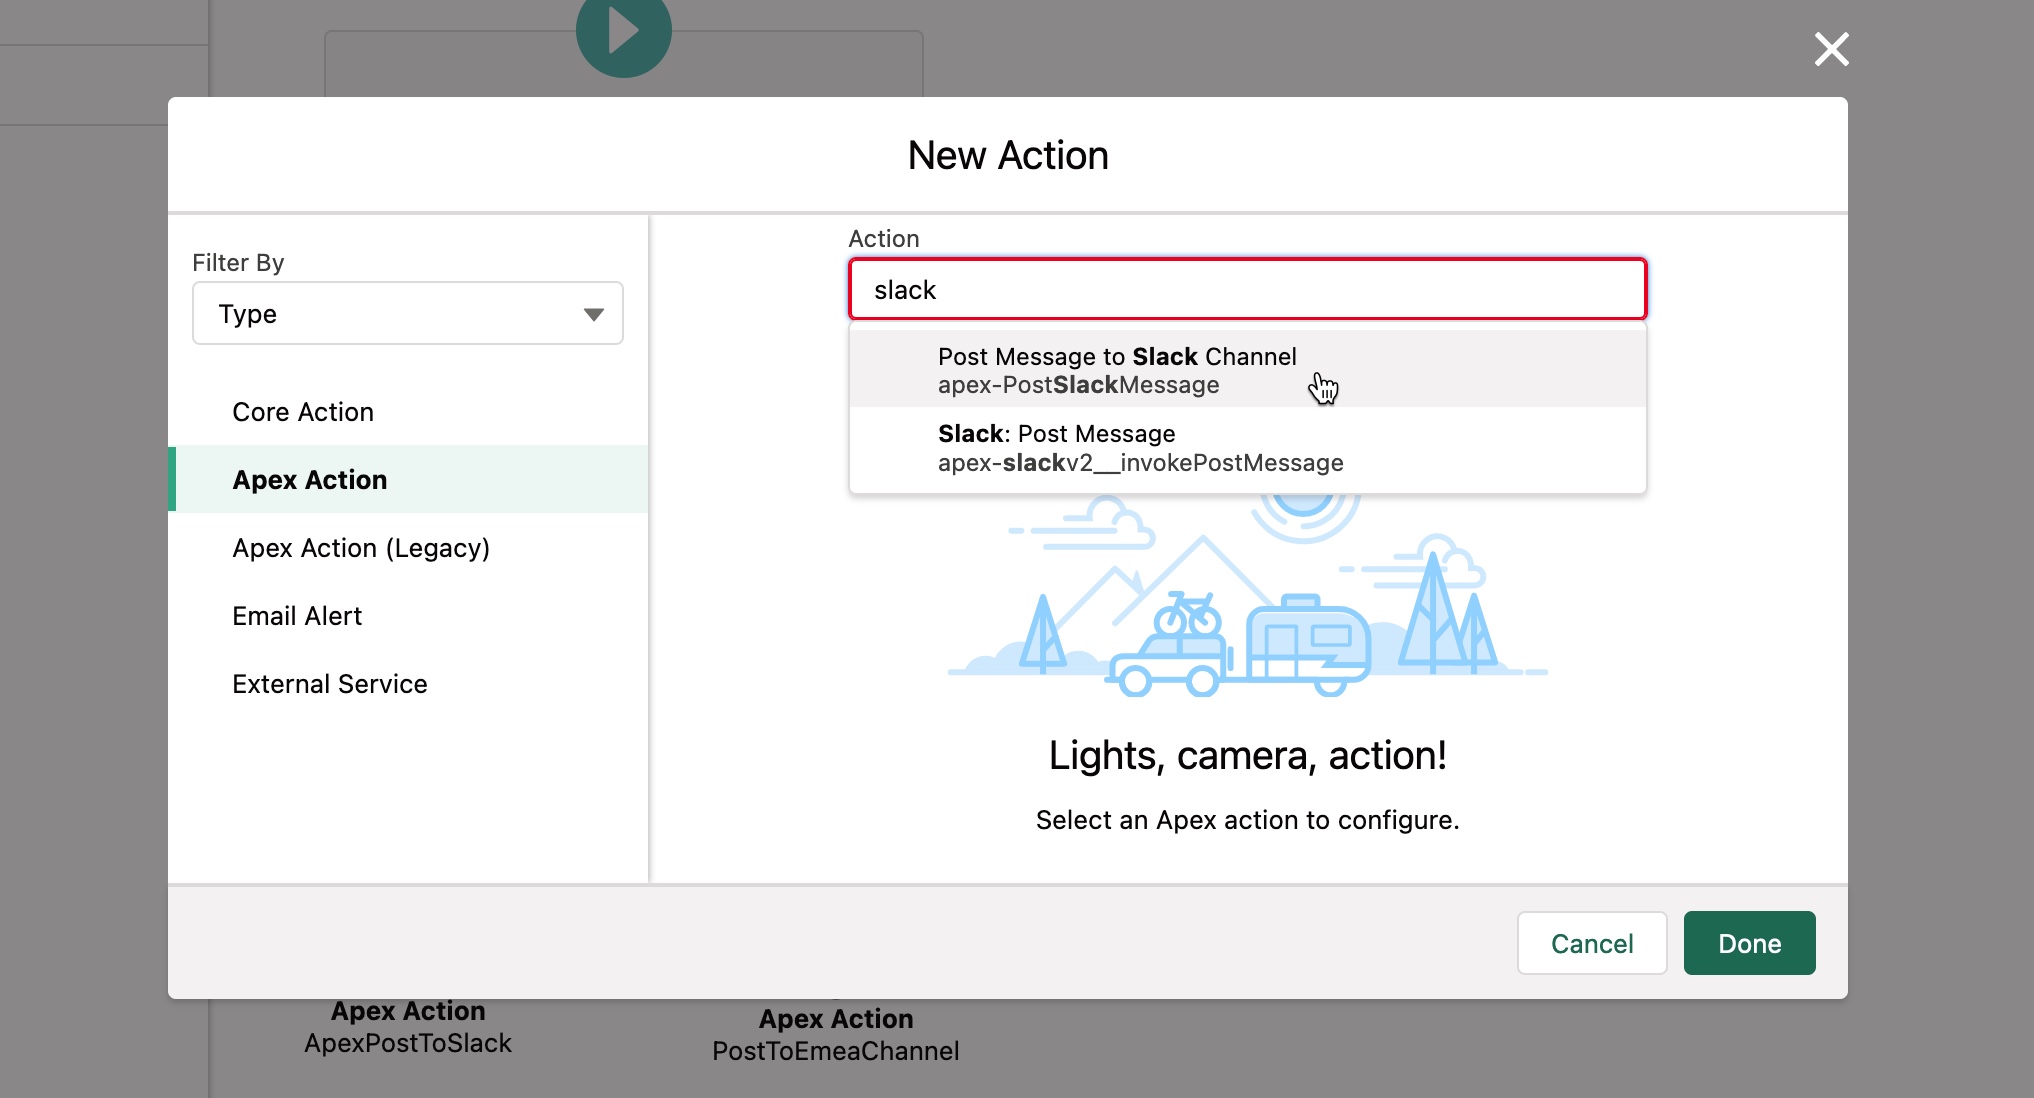 New Action
Filter By
Type
Core Action
Apex Action
Apex Action (Legacy)
Email Alert
External Service
Action
slack
Post Message to Slack Channel
apex-PostSlackMessage
Slack: Post Message
apex-slackv2__invokePostMessage
Lights, camera, action!
Select an Apex action to configure.
Cancel
Done
Apex Action
ApexPostToSlack
Apex Action
PostToEmeaChannel